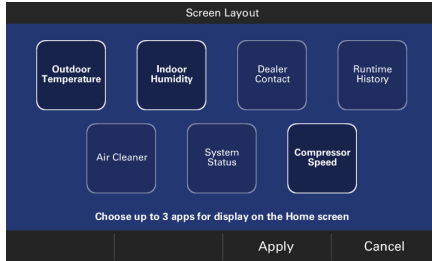 Screen Layout
Outdoor
Temperature
Indoor
Humidity
Dealer
Contact
Runtime
History
Air Cleaner
System
Status
Compressor
Speed
Choose up to 3 apps for display on the Home screen
Apply
Cancel